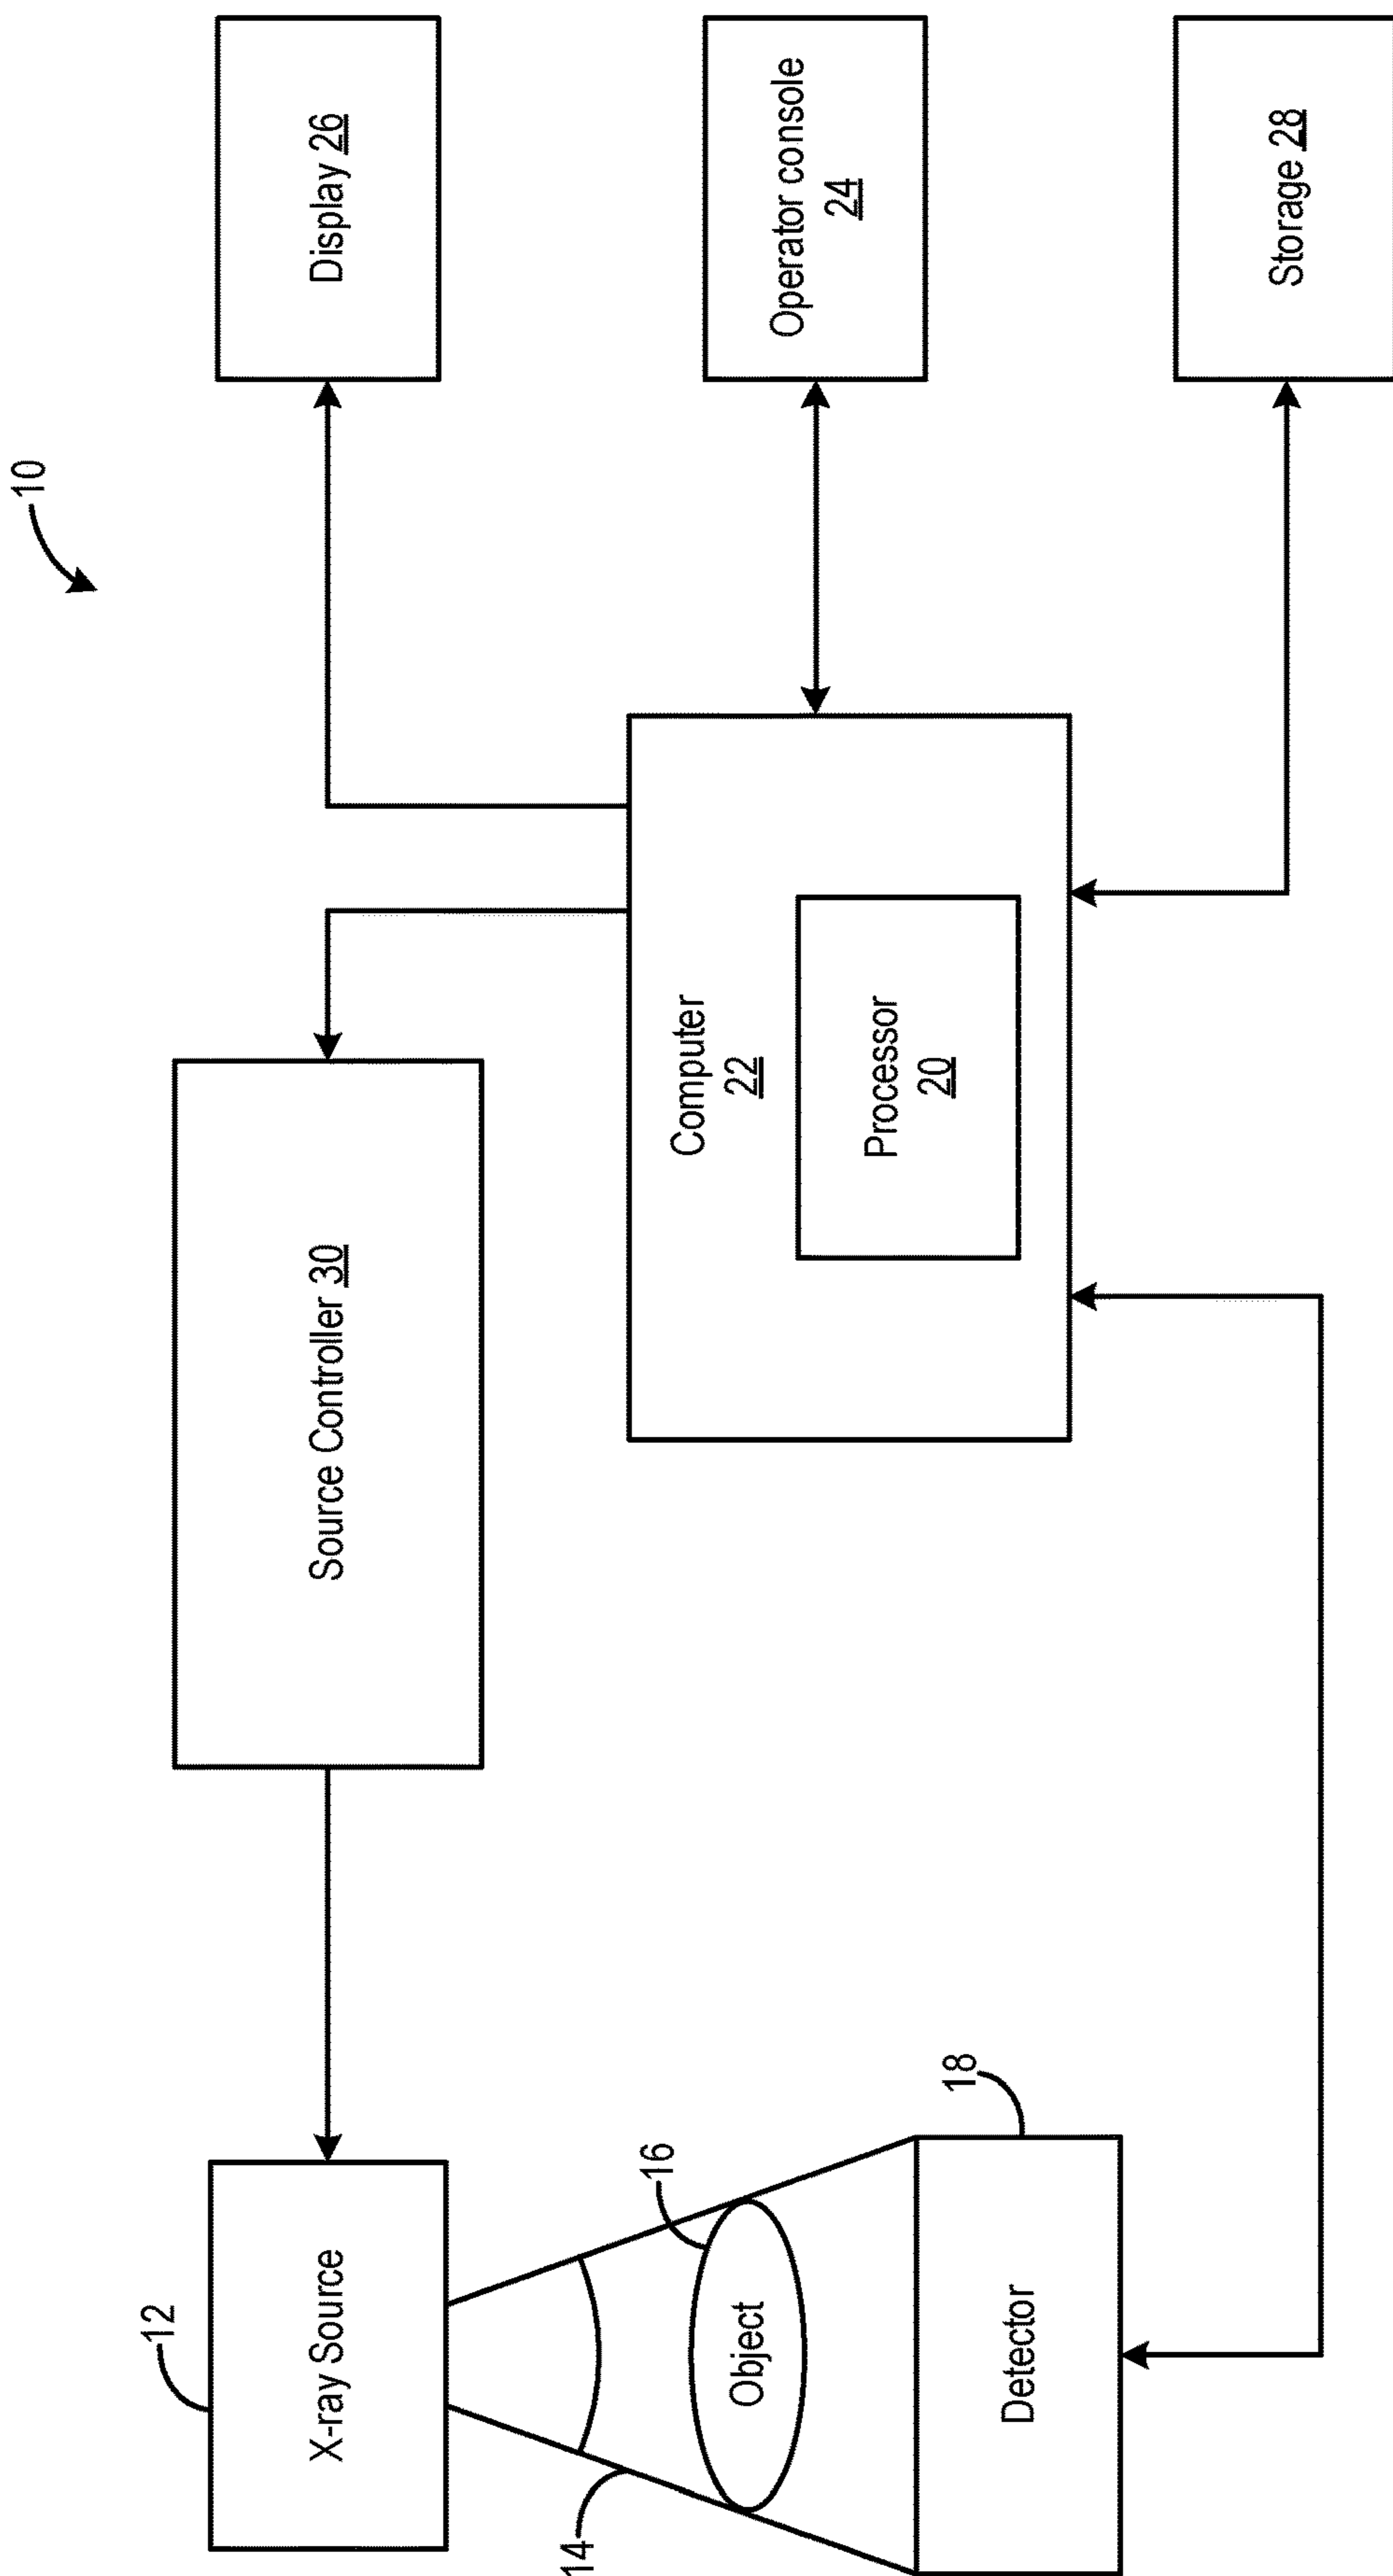 10
12
X-ray Source
Source Controller 30
Display 26
14
16
Object
Computer
22
Processor
20
Operator console
24
18
Detector
Storage 28